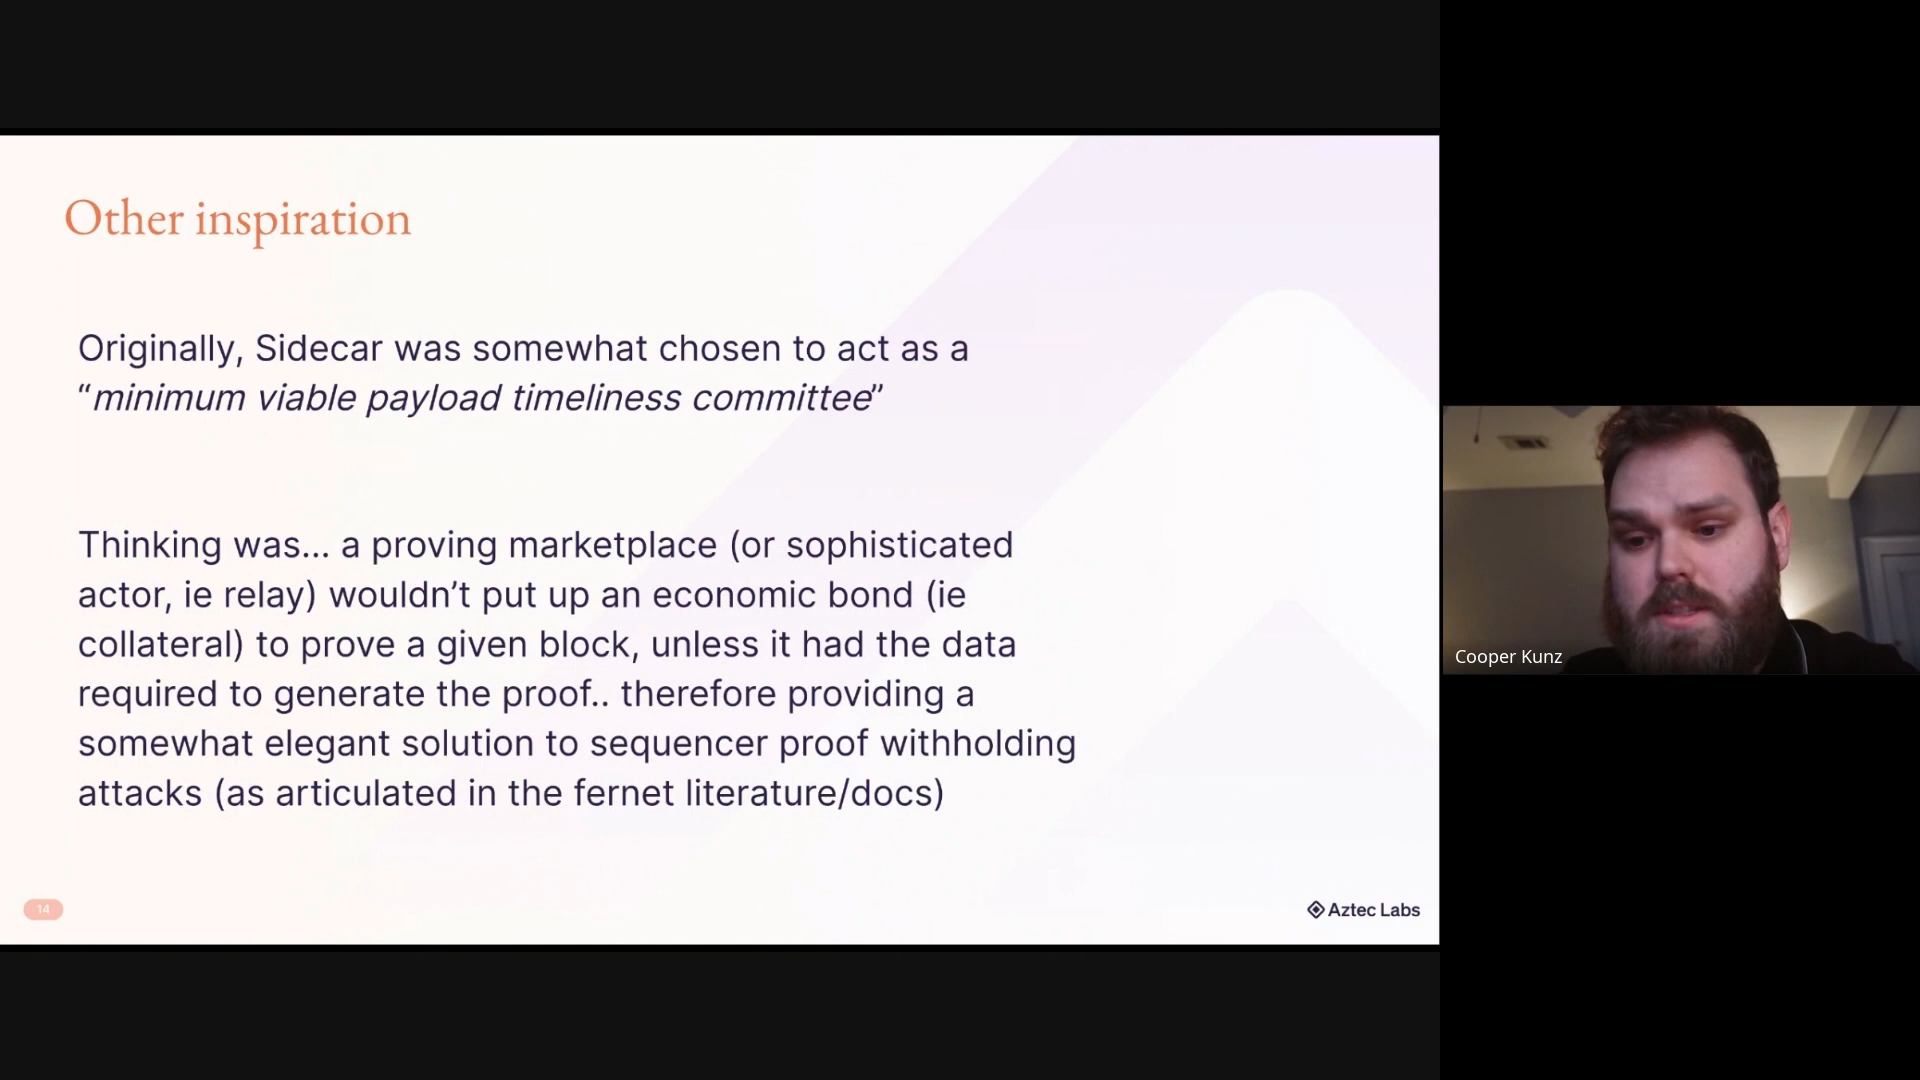 Other inspiration
Originally, Sidecar was somewhat chosen to act as a
“minimum viable payload timeliness committee”
Thinking was... a proving marketplace (or sophisticated
actor, ie relay) wouldn’t put up an economic bond (ie
collateral) to prove a given block, unless it had the data
required to generate the proof.. therefore providing a
somewhat elegant solution to sequencer proof withholding
attacks (as articulated in the fernet literature/docs)
14
Aztec Labs
Cooper Kunz